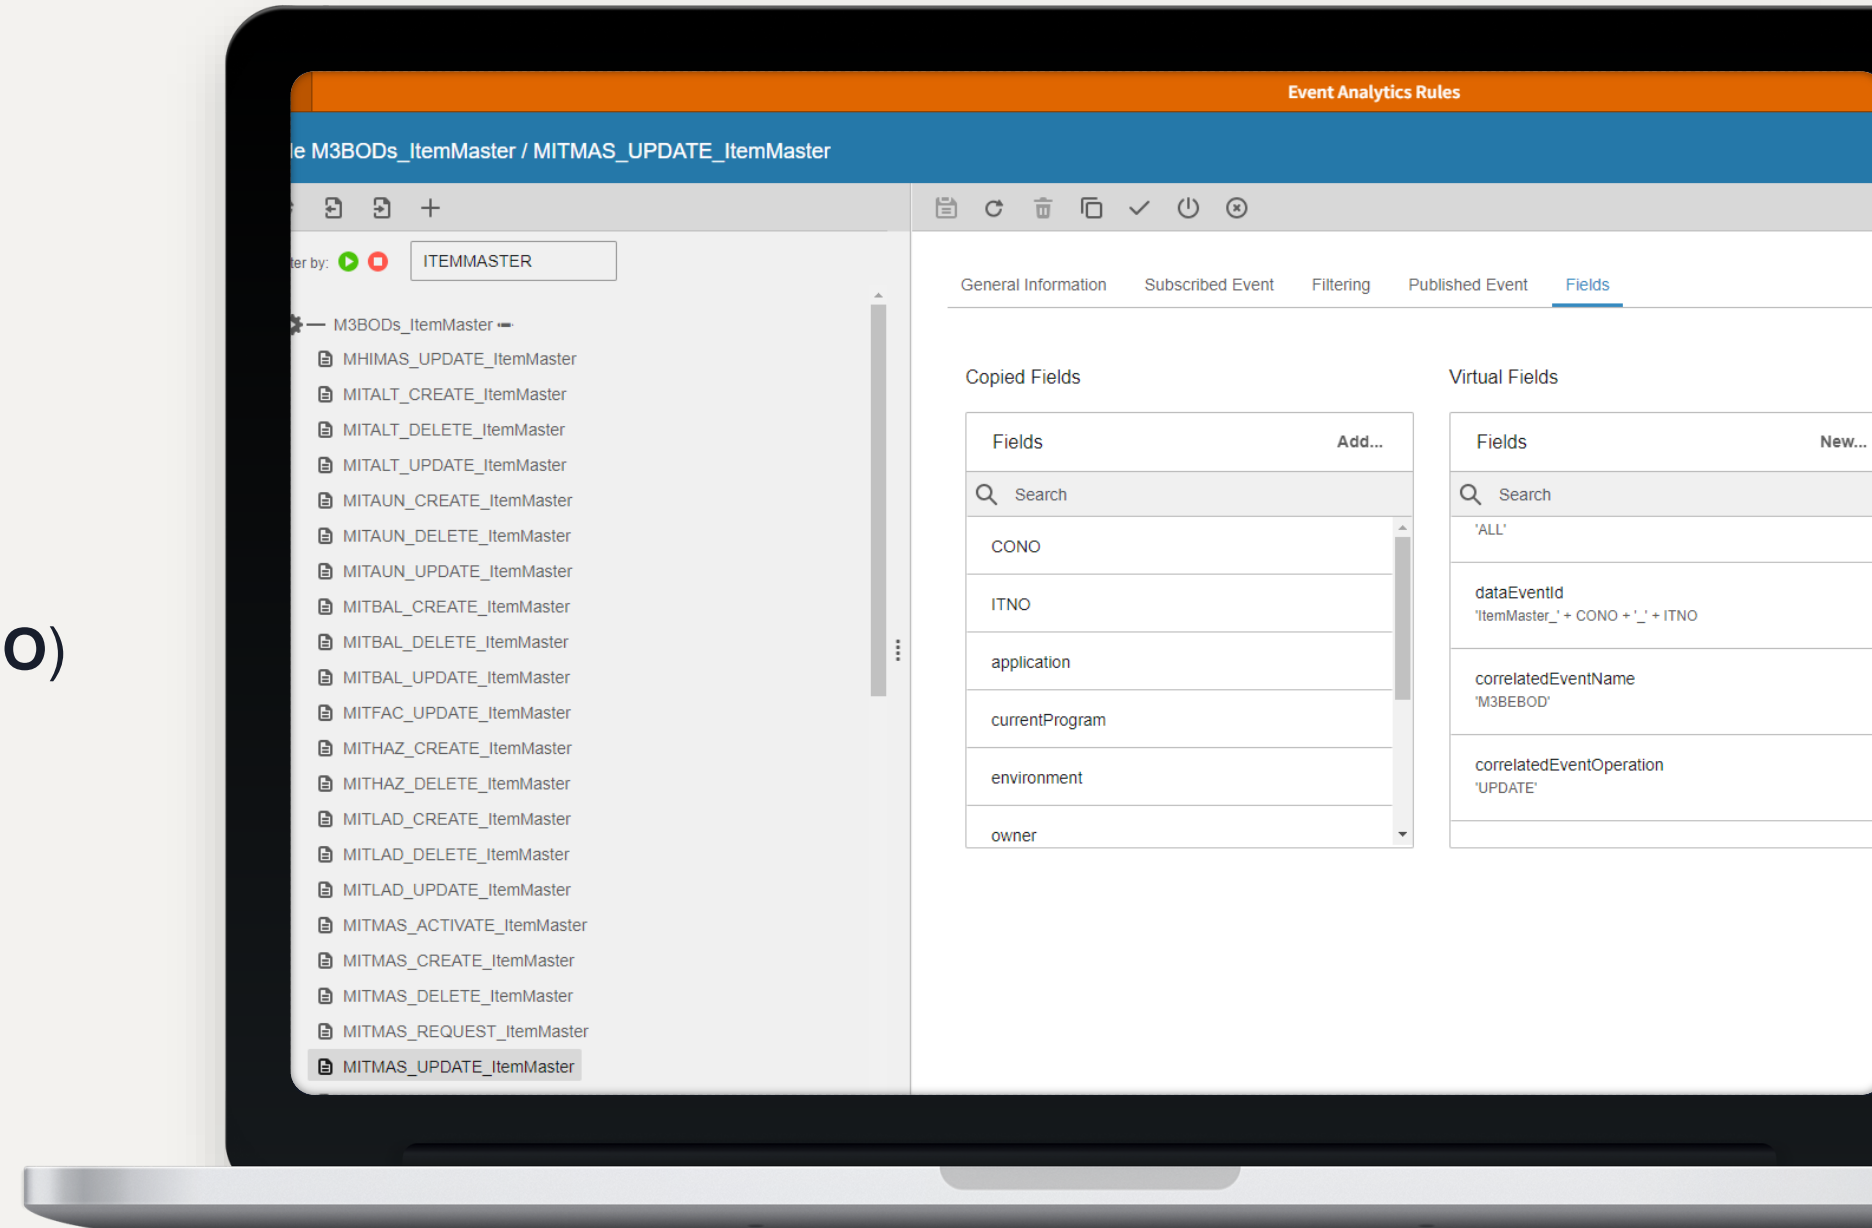 O)
Event Analytics Rules
le M3BODs_ItemMaster / MITMAS_UPDATE_ItemMaster
ter by:
ITEMMASTER
M3BODs_ItemMaster
MHIMAS_UPDATE_ItemMaster
MITALT_CREATE_ItemMaster
MITALT_DELETE_ItemMaster
MITALT_UPDATE_ItemMaster
MITAUN_CREATE_ItemMaster
MITAUN_DELETE_ItemMaster
MITAUN_UPDATE_ItemMaster
MITBAL_CREATE_ItemMaster
MITBAL_DELETE_ItemMaster
MITBAL_UPDATE_ItemMaster
MITFAC_UPDATE_ItemMaster
MITHAZ_CREATE_ItemMaster
MITHAZ_DELETE_ItemMaster
MITLAD_CREATE_ItemMaster
MITLAD_DELETE_ItemMaster
MITLAD_UPDATE_ItemMaster
MITMAS_ACTIVATE_ItemMaster
MITMAS_CREATE_ItemMaster
MITMAS_DELETE_ItemMaster
MITMAS_REQUEST_ItemMaster
MITMAS_UPDATE_ItemMaster
General Information Subscribed Event Filtering Published Event Fields
Copied Fields
Fields Add...
Search
CONO
ITNO
application
currentProgram
environment
owner
Virtual Fields
Fields New...
Search
'ALL'
dataEventId
'ItemMaster_' + CONO + '_' + ITNO
correlatedEventName
'M3BEBOD'
correlatedEventOperation
'UPDATE'